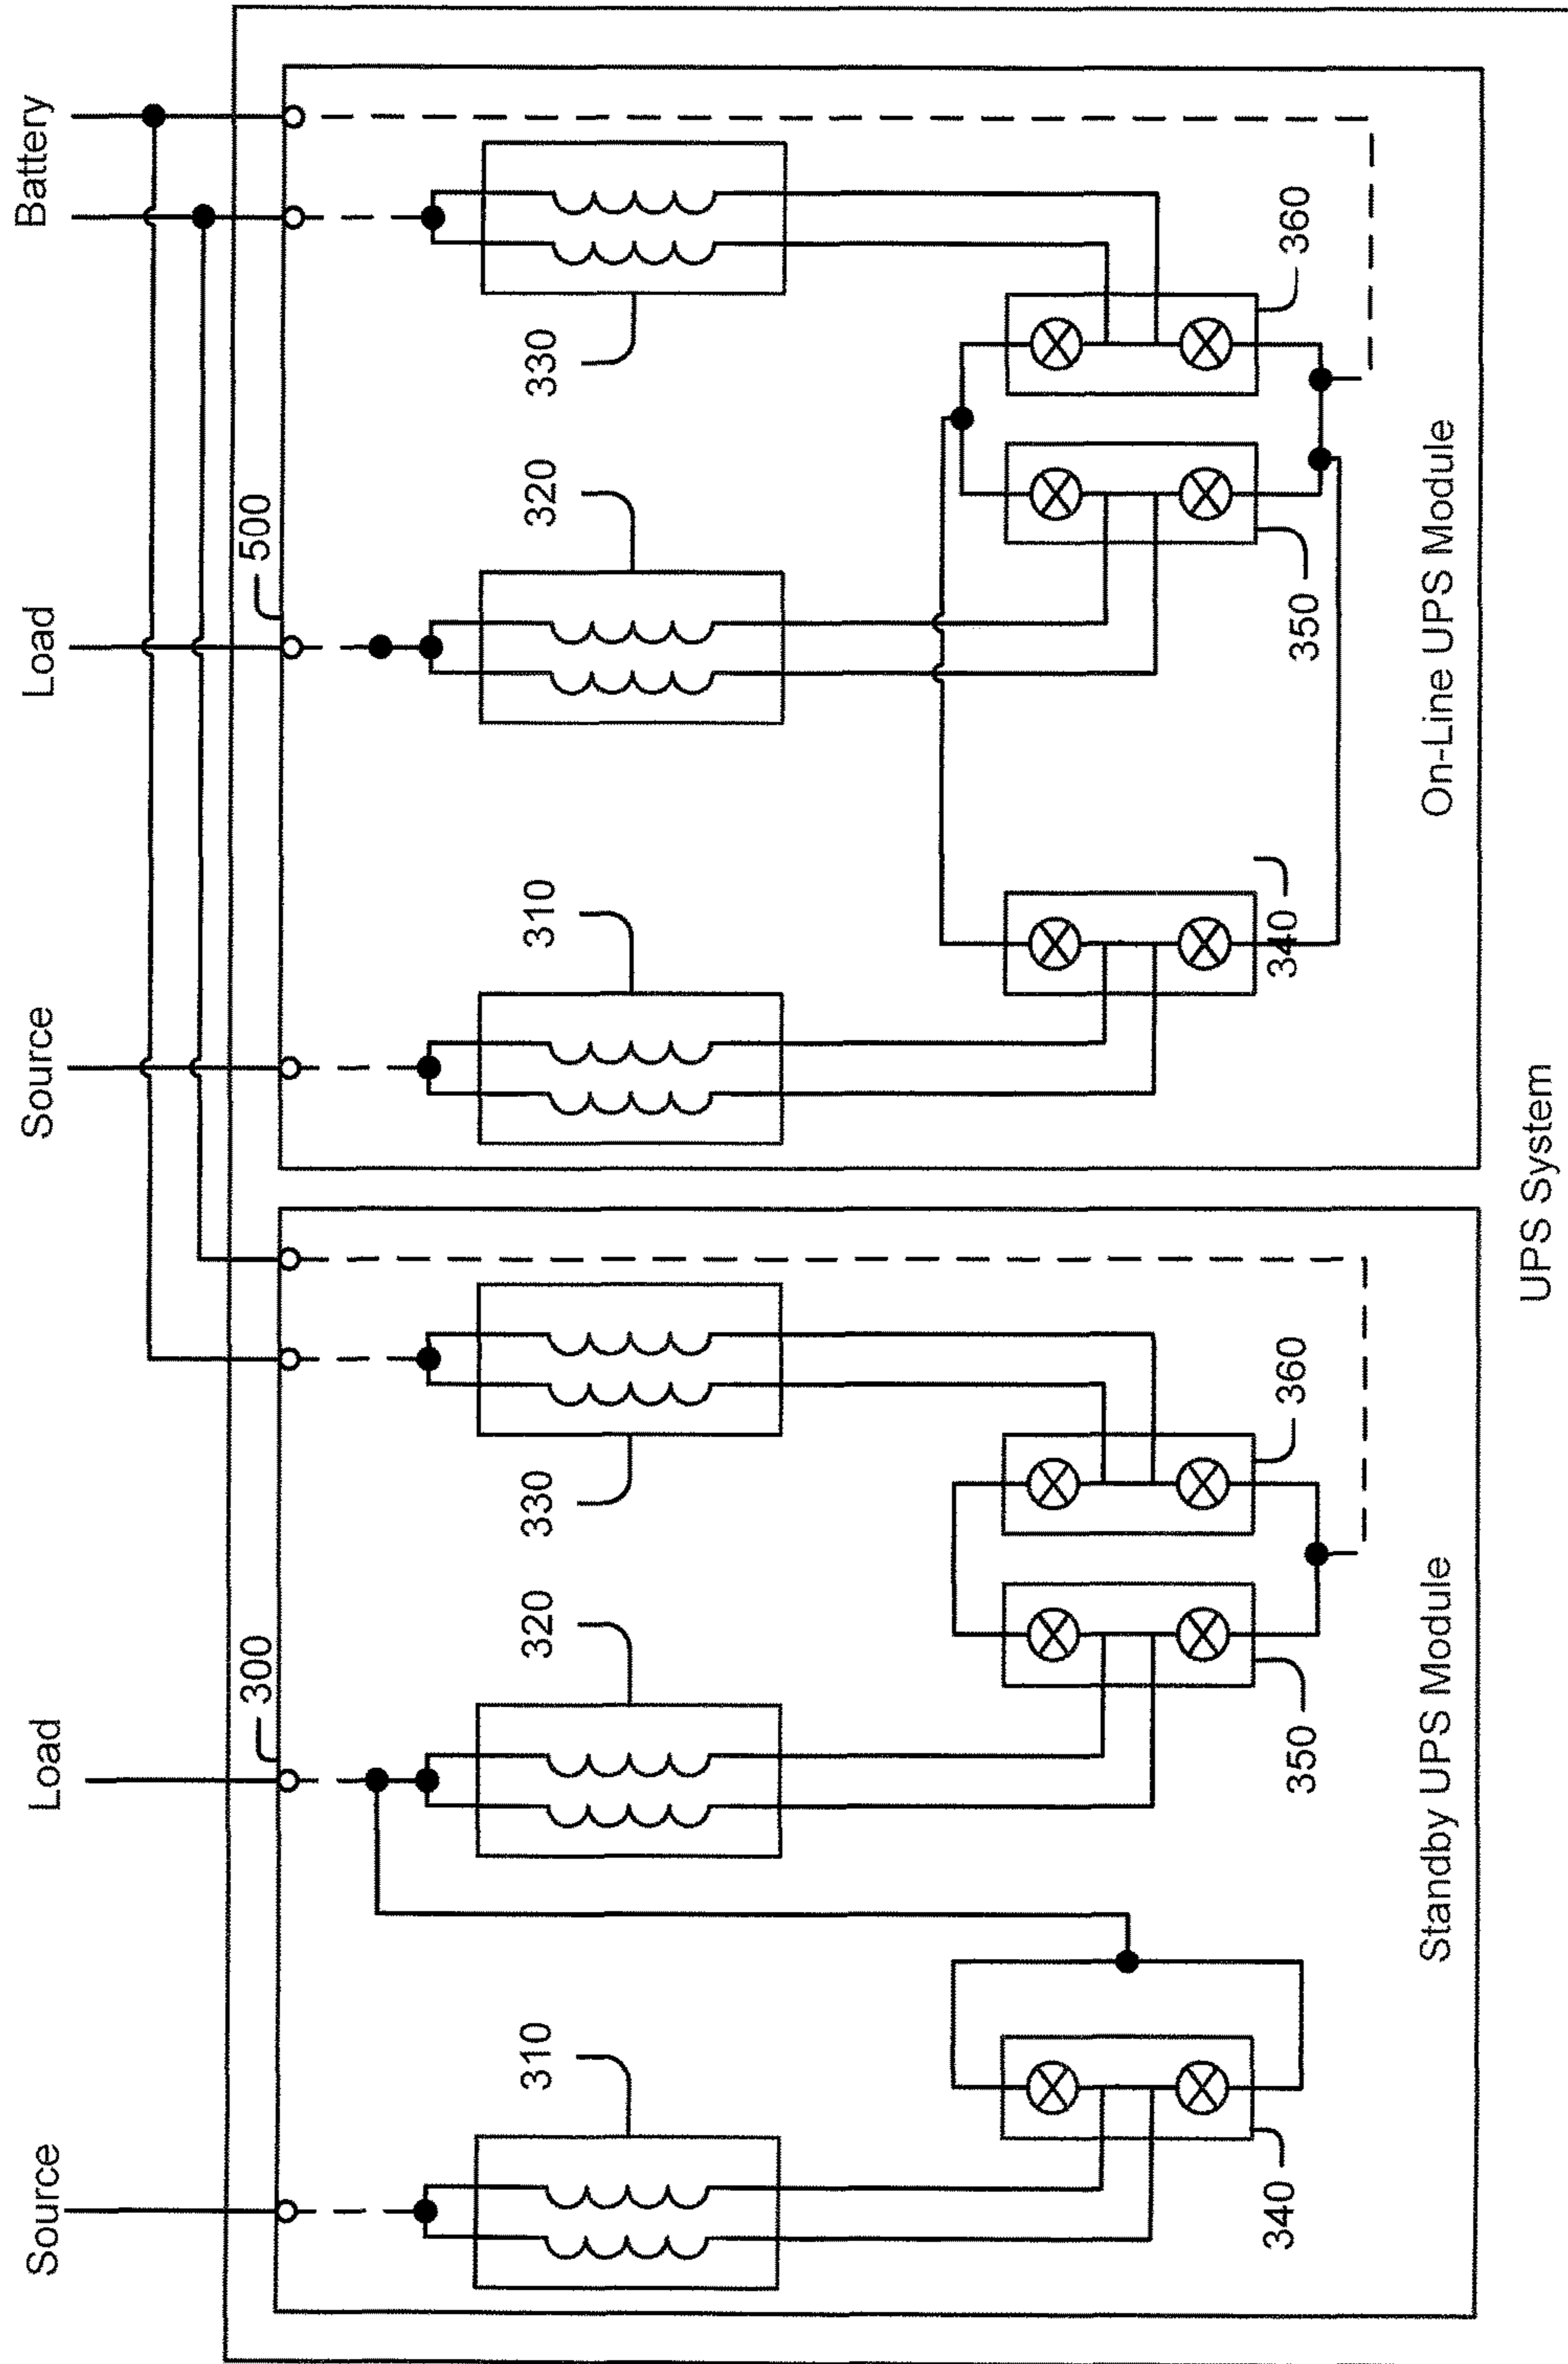 Source
Load
Source
Load
Battery
300
500
310
320
330
310
320
330
340
350
360
340
350
360
Standby UPS Module
On-Line UPS Module
UPS System